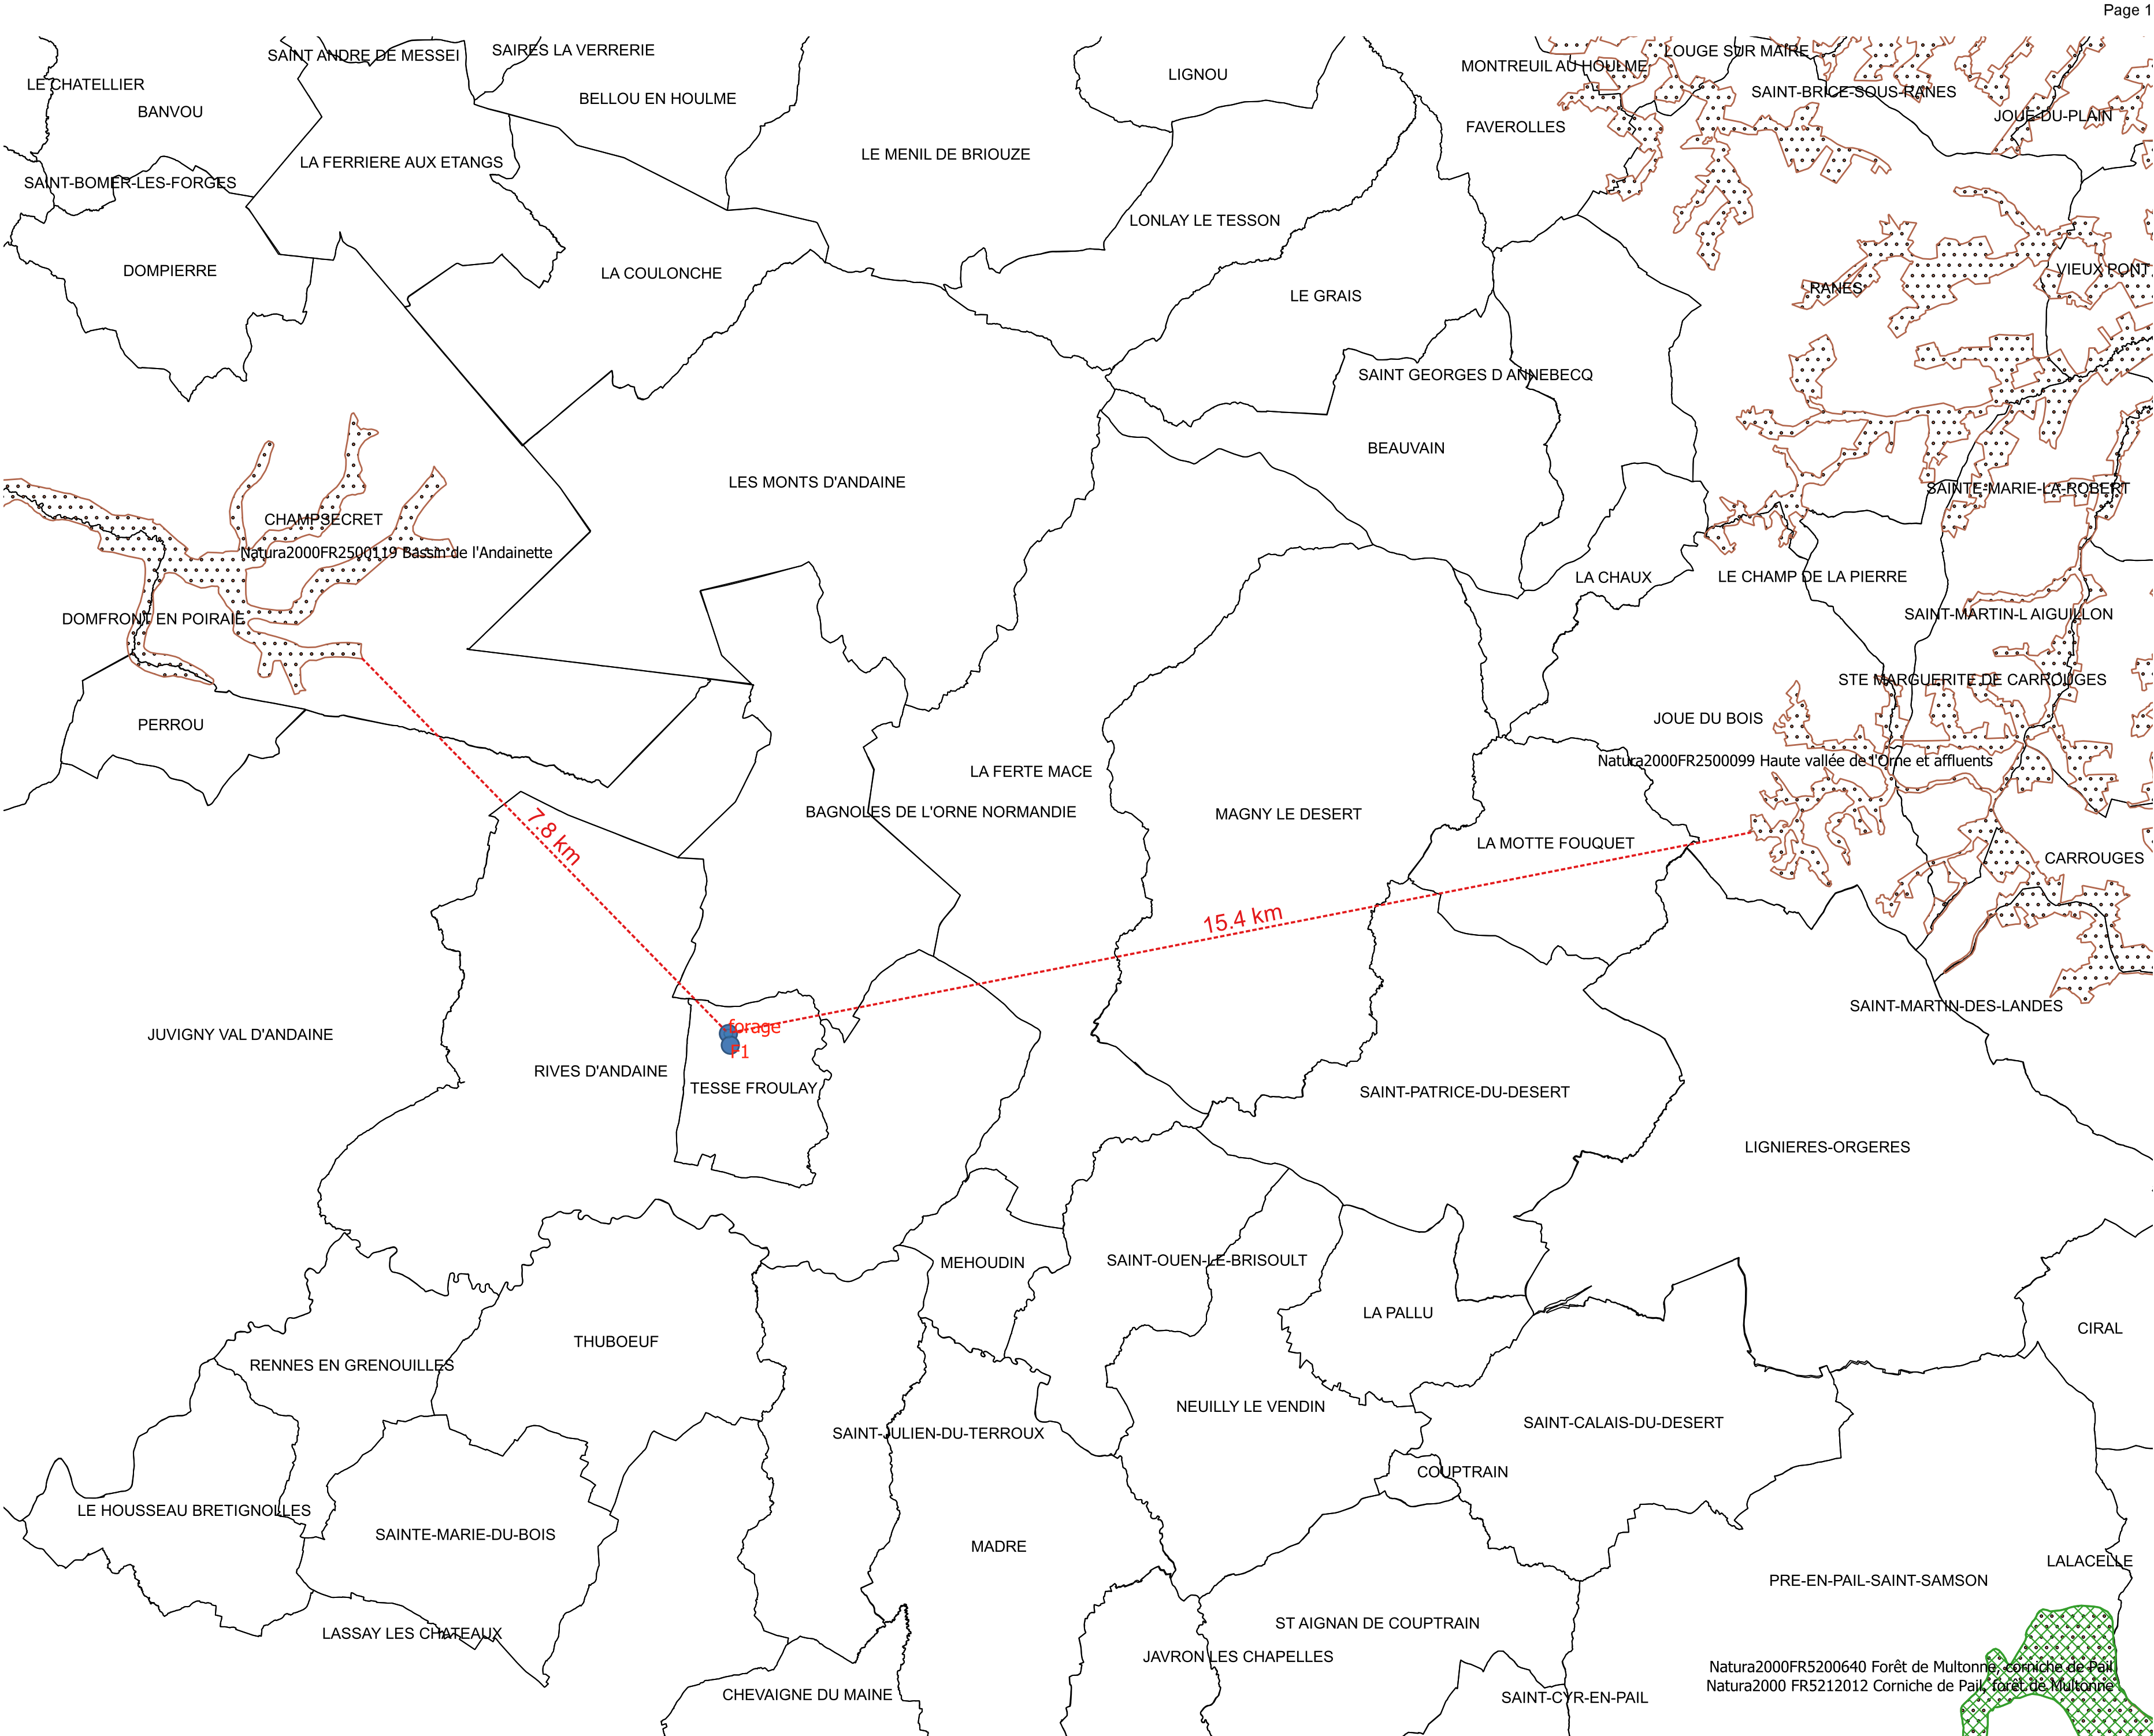 Page 1
SAIRES LA VERRERIE
LOUGE SUR MAIRE
SAINT ANDRE DE MESSEI
MONTREUIL AU HOULME
LIGNOU
LE CHATELLIER
SAINT-BRICE-SOUS-RANES
BELLOU EN HOULME
BANVOU
JOUE-DU-PLAIN
FAVEROLLES
LE MENIL DE BRIOUZE
LA FERRIERE AUX ETANGS
SAINT-BOMER-LES-FORGES
LONLAY LE TESSON
VIEUX PONT
DOMPIERRE
LA COULONCHE
RANES
LE GRAIS
SAINT GEORGES D ANNEBECQ
BEAUVAIN
LES MONTS D'ANDAINE
SAINTE-MARIE-LA-ROBERT
CHAMPSECRET
Natura2000FR2500119 Bassin de l'Andainette
LA CHAUX
LE CHAMP DE LA PIERRE
SAINT-MARTIN-L AIGUILLON
DOMFRONT EN POIRAIE
STE MARGUERITE DE CARROUGES
JOUE DU BOIS
PERROU
Natura2000FR2500099 Haute vallée de l'Orne et affluents
LA FERTE MACE
BAGNOLES DE L'ORNE NORMANDIE
MAGNY LE DESERT
7.8 km
LA MOTTE FOUQUET
CARROUGES
15.4 km
SAINT-MARTIN-DES-LANDES
forage
JUVIGNY VAL D'ANDAINE
F1
RIVES D'ANDAINE
TESSE FROULAY
SAINT-PATRICE-DU-DESERT
LIGNIERES-ORGERES
SAINT-OUEN-LE-BRISOULT
MEHOUDIN
LA PALLU
CIRAL
THUBOEUF
RENNES EN GRENOUILLES
NEUILLY LE VENDIN
SAINT-CALAIS-DU-DESERT
SAINT-JULIEN-DU-TERROUX
COUPTRAIN
LE HOUSSEAU BRETIGNOLLES
SAINTE-MARIE-DU-BOIS
MADRE
LALACELLE
PRE-EN-PAIL-SAINT-SAMSON
ST AIGNAN DE COUPTRAIN
LASSAY LES CHATEAUX
JAVRON LES CHAPELLES
Natura2000FR5200640 Forêt de Multonne, corniche de Pail
Natura2000 FR5212012 Corniche de Pail, forêt de Multonne
CHEVAIGNE DU MAINE
SAINT-CYR-EN-PAIL